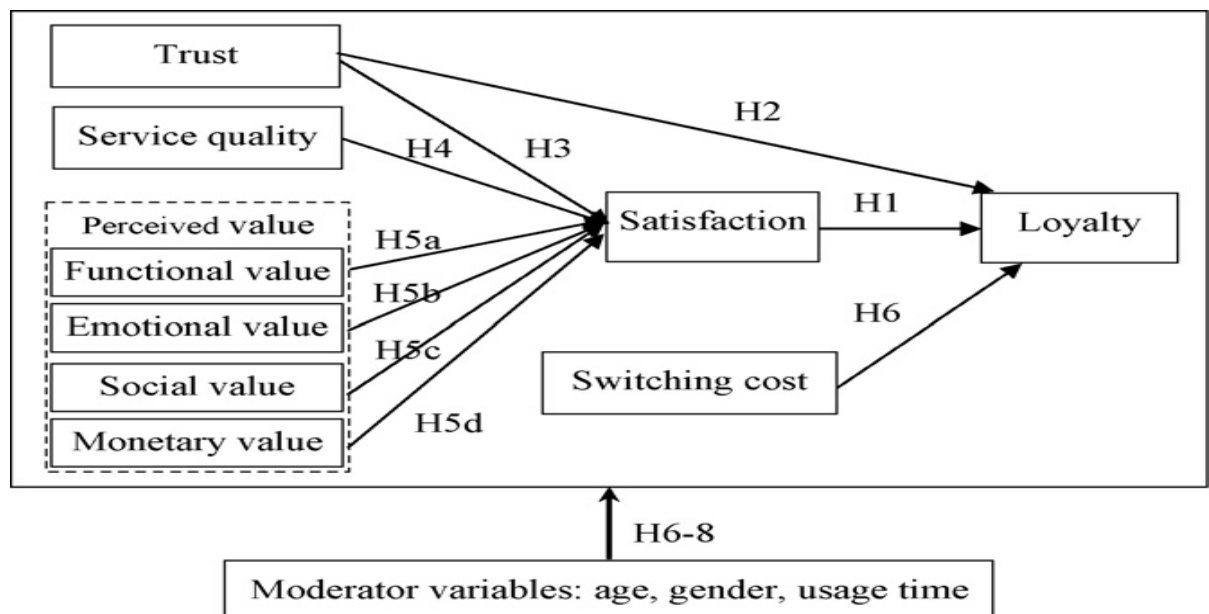 Trust
H2
Service quality
H4
H3
Perceived value
Satisfaction
H1
Loyalty
H5a
Functional value
H5b
Emotional value
H6
H5c
Social value
Switching cost
H5d
Monetary value
H6-8
Moderator variables: age, gender, usage time